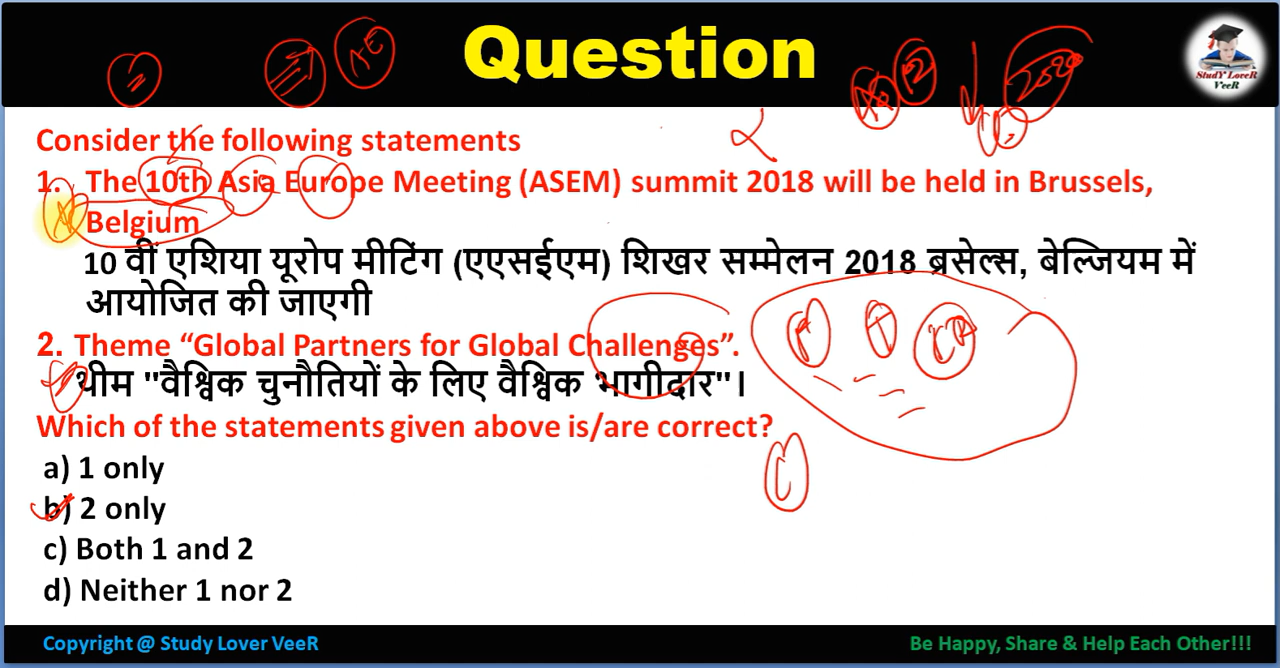 Question
StudY LoveR
VeeR
2020
Consider the following statements
1. The 10th Asia Europe Meeting (ASEM) summit 2018 will be held in Brussels,
Belgium
10 वीं एशिया यूरोप मीटिंग (एएसईएम) शिखर सम्मेलन 2018 ब्रसेल्स, बेल्जियम में
आयोजित की जाएगी
2. Theme “Global Partners for Global Challenges”.
थीम "वैश्विक चुनौतियों के लिए वैश्विक भागीदार"।
Which of the statements given above is/are correct?
a) 1 only
b) 2 only
c) Both 1 and 2
d) Neither 1 nor 2
Copyright @ Study Lover VeeR
Be Happy, Share & Help Each Other!!!